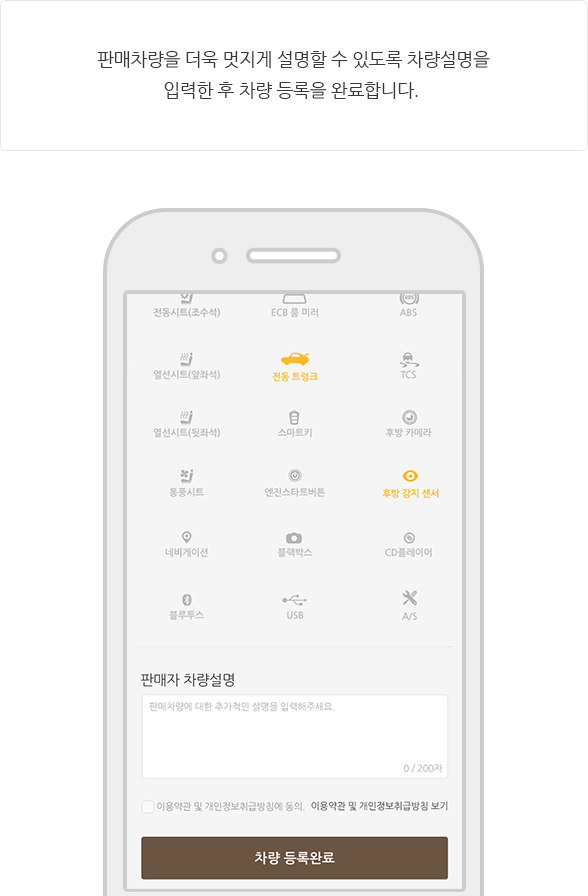 판매차량을 더욱 멋지게 설명할 수 있도록 차량설명을
입력한 후 차량 등록을 완료합니다.
전동시트(조수석) ECB 룸 미러 ABS
열선시트(앞좌석) 전동 트렁크 TCS
열선시트(뒷좌석) 스마트키 후방 카메라
통풍시트 엔진스타트버튼 후방 감지 센서
네비게이션 블랙박스 CD플레이어
블루투스 USB A/S
판매자 차량설명
판매차량에 대한 추가적인 설명을 입력해주세요.
0 / 200자
이용약관 및 개인정보취급방침에 동의. 이용약관 및 개인정보취급방침 보기
차량 등록완료